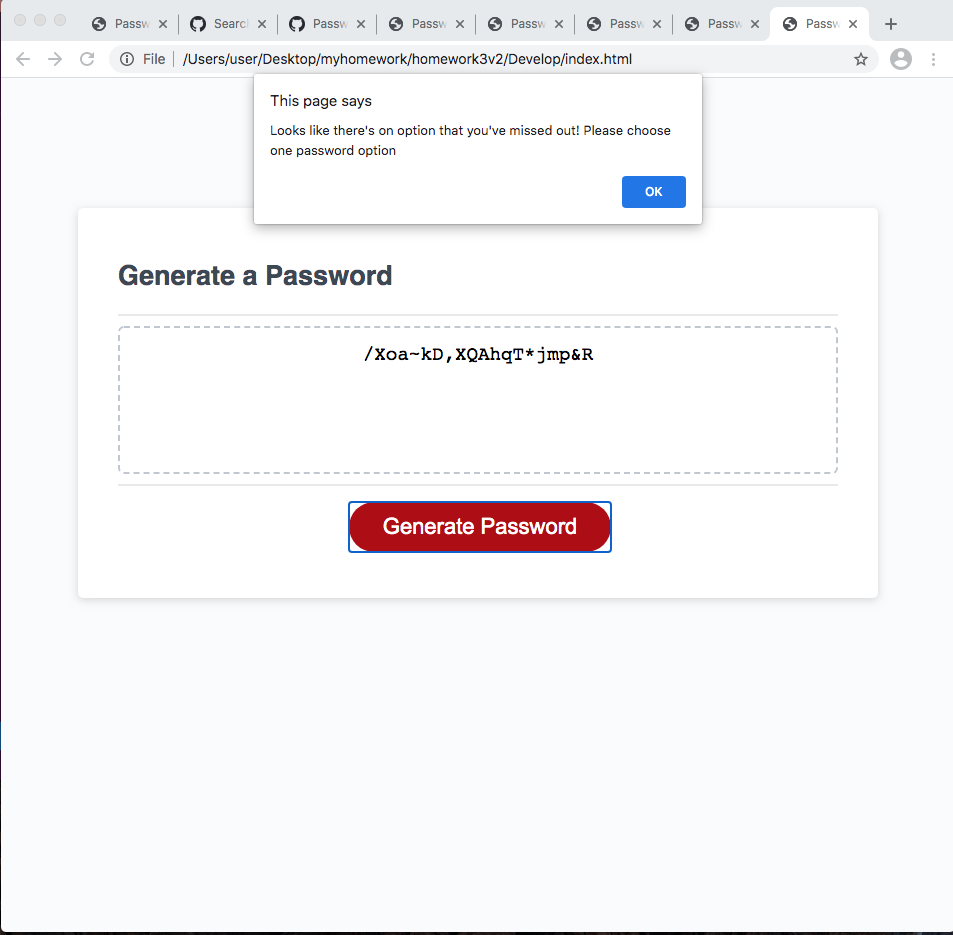 Passw Searc Passw Passw Passw Passw Passw Passw
File /Users/user/Desktop/myhomework/homework3v2/Develop/index.html
This page says
Looks like there's on option that you've missed out! Please choose
one password option
OK
Generate a Password
/Xoa~kD,XQAhqT*jmp&R
Generate Password